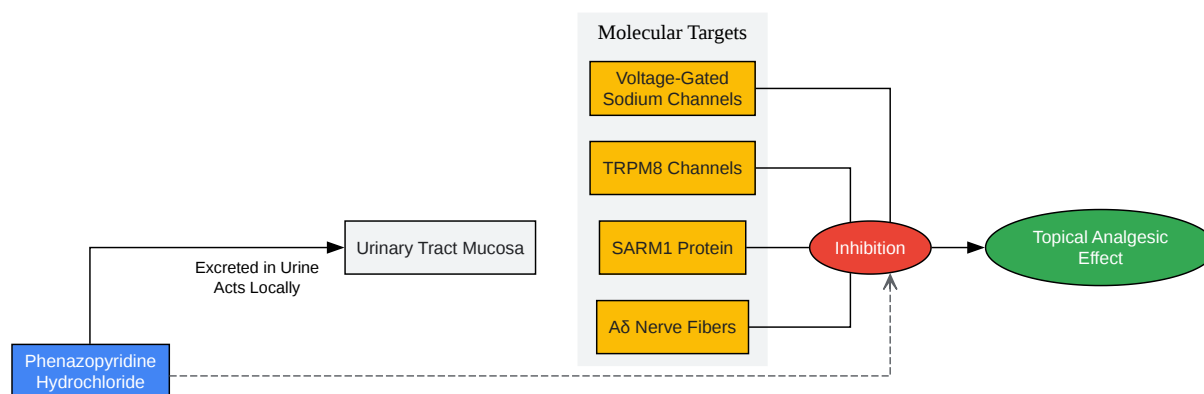 Molecular Targets
Voltage-Gated
Sodium Channels
TRPM8 Channels
Urinary Tract Mucosa
SARM1 Protein
Inhibition
Topical Analgesic
Effect
Excreted in Urine
Acts Locally
Aδ Nerve Fibers
Phenazopyridine
Hydrochloride